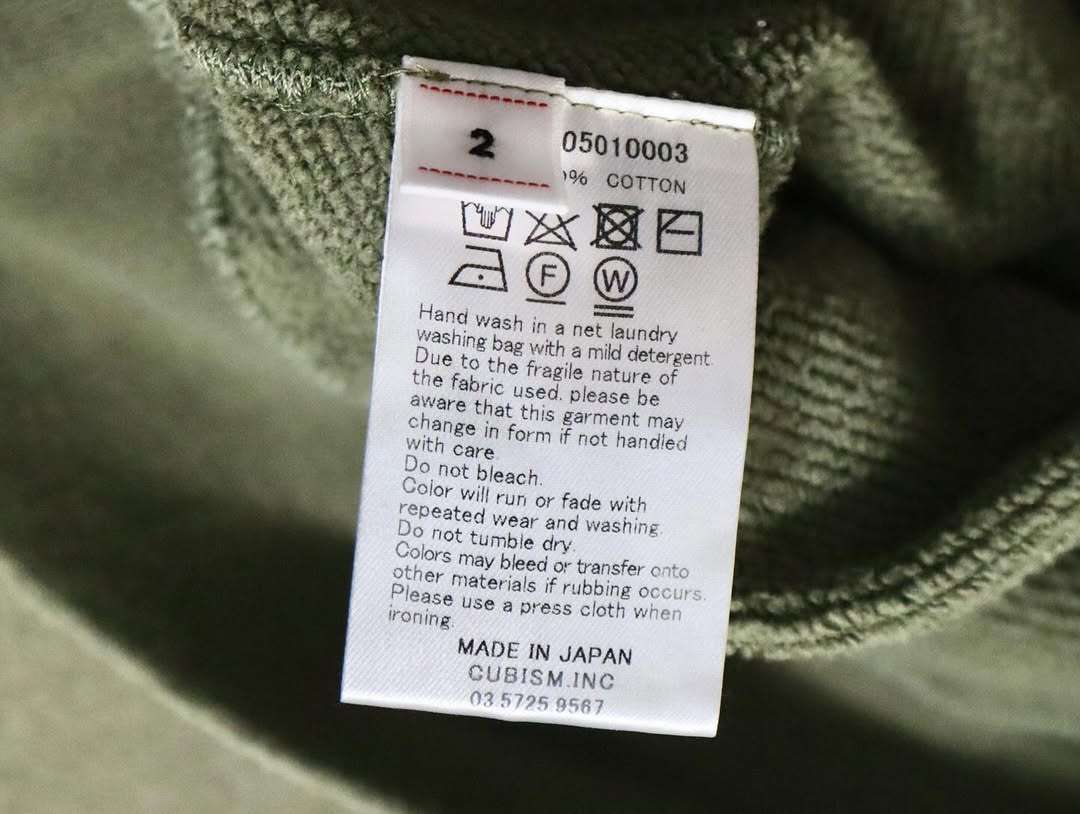 2
05010003
% COTTON
F
W
Hand wash in a net laundry
washing bag with a mild detergent.
Due to the fragile nature of
the fabric used, please be
aware that this garment may
change in form if not handled
with care.
Do not bleach.
Color will run or fade with
repeated wear and washing.
Do not tumble dry.
Colors may bleed or transfer onto
other materials if rubbing occurs.
Please use a press cloth when
ironing.
MADE IN JAPAN
CUBISM.INC
03.5725.9567